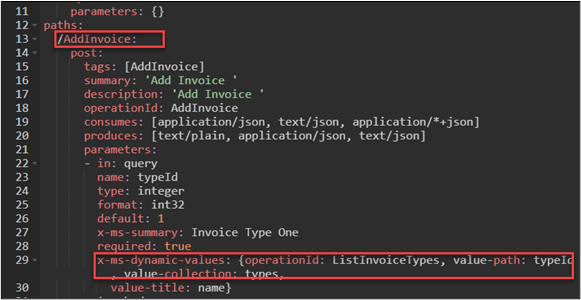 11 parameters: {}
12 paths:
13 /AddInvoice:
14 post:
15 tags: [AddInvoice]
16 summary: 'Add Invoice '
17 description: 'Add Invoice '
18 operationId: AddInvoice
19 consumes: [application/json, text/json, application/*+json]
20 produces: [text/plain, application/json, text/json]
21 parameters:
22 - in: query
23 name: typeId
24 type: integer
25 format: int32
26 default: 1
27 x-ms-summary: Invoice Type One
28 required: true
29 x-ms-dynamic-values: {operationId: ListInvoiceTypes, value-path: typeId
, value-collection: types,
30 value-title: name}